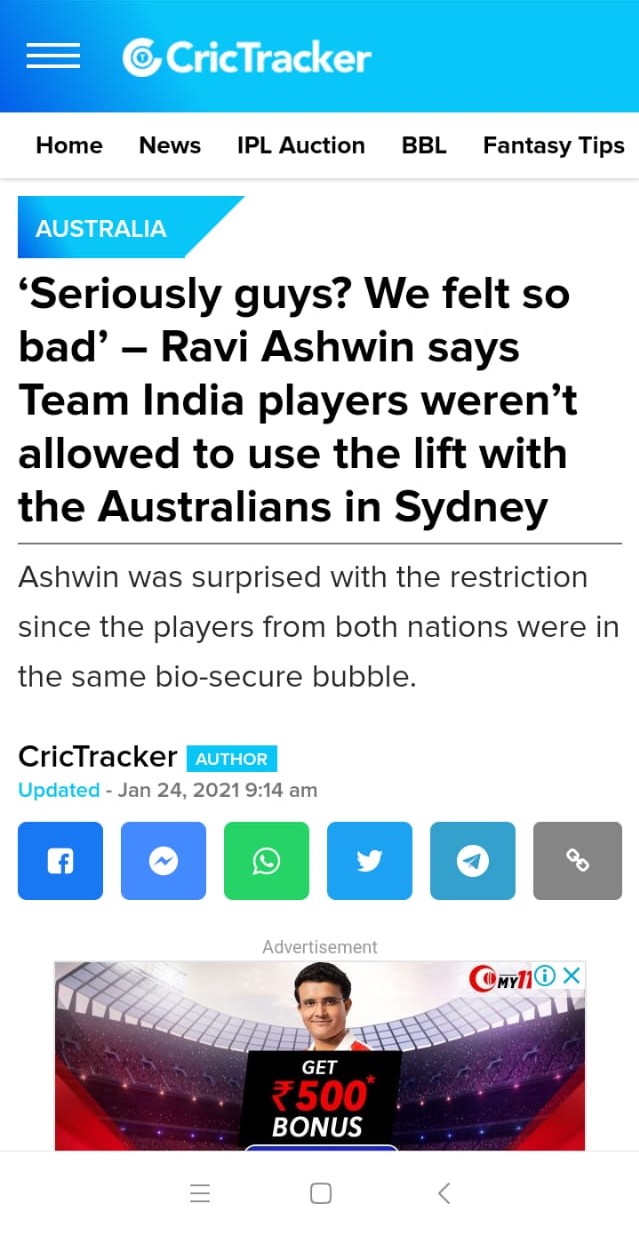 CricTracker
Home News IPL Auction BBL Fantasy Tips
AUSTRALIA
‘Seriously guys? We felt so
bad’ – Ravi Ashwin says
Team India players weren’t
allowed to use the lift with
the Australians in Sydney
Ashwin was surprised with the restriction
since the players from both nations were in
the same bio-secure bubble.
CricTracker AUTHOR
Updated - Jan 24, 2021 9:14 am
Advertisement
MY11
GET
₹500*
BONUS